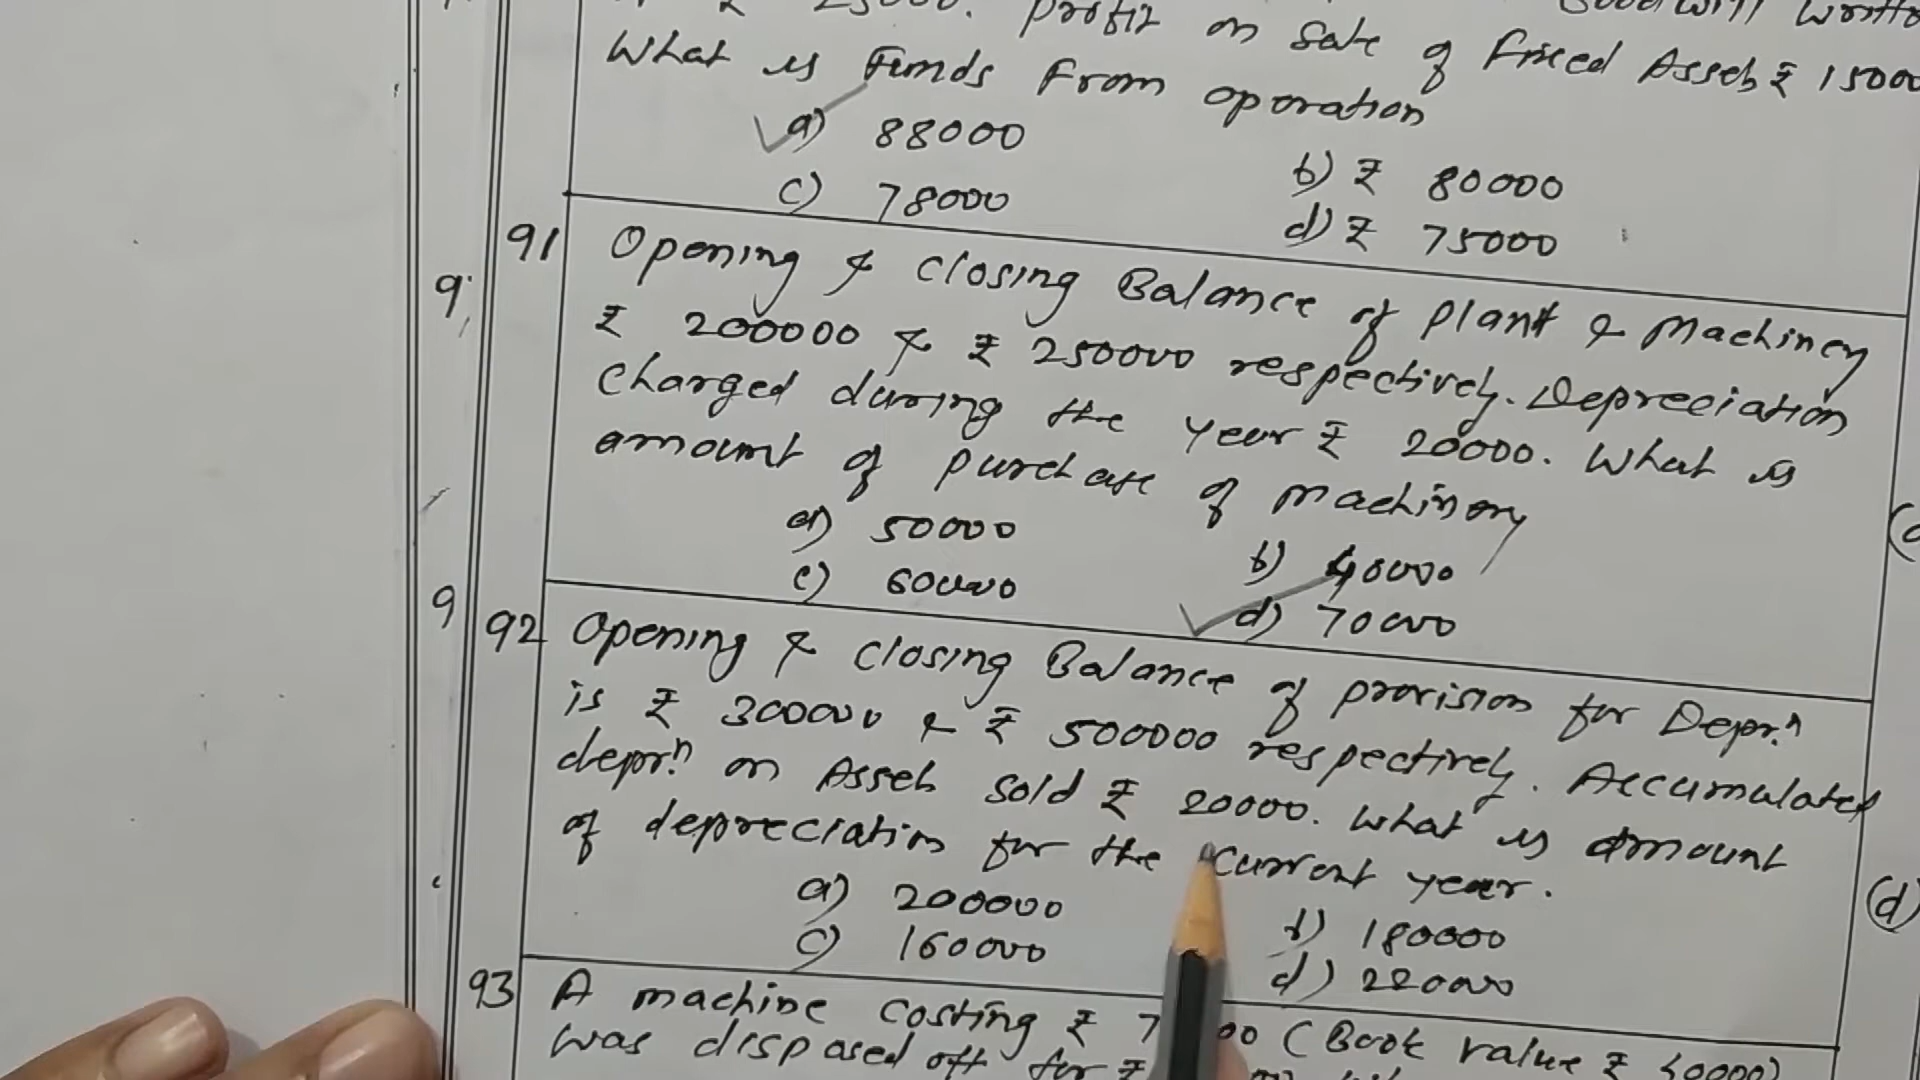 ₹ 25000. Profit on Sale of Fixed Assets ₹ 15000
What is Funds From operation
a) 88000
b) ₹ 80000
c) 78000
d) ₹ 75000
91 Opening & Closing Balance of Plant & Machinery
₹ 200000 & ₹ 250000 respectively. Depreciation
Charged during the year ₹ 20000. What is
amount of purchase of machinery
a) 50000
b) 40000
c) 60000
d) 70000
92 Opening & Closing Balance of provision for Depr.n
is ₹ 300000 & ₹ 500000 respectively. Accumulated
depr.n on Assets sold ₹ 20000. What is amount
of depreciation for the current year.
a) 200000
b) 180000
c) 160000
d) 220000
(d)
93 A machine costing ₹ (Book value ₹
was disposed off for ₹